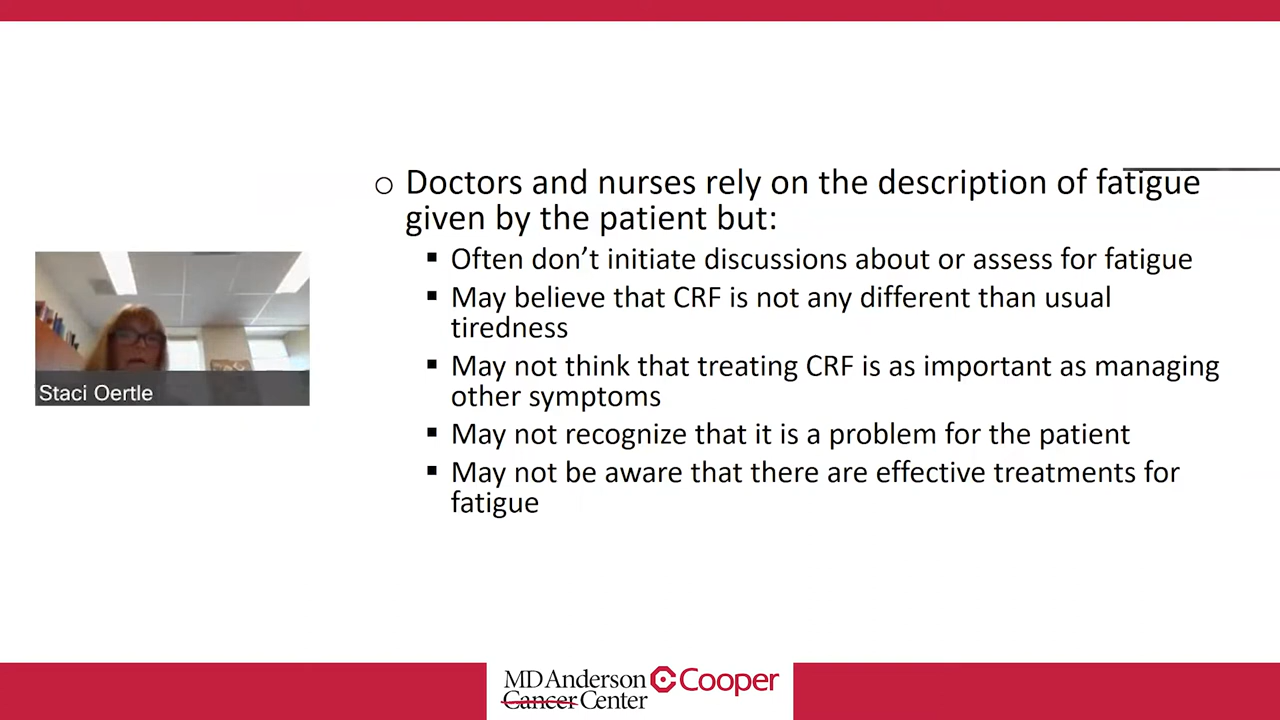 Doctors and nurses rely on the description of fatigue
given by the patient but:
Often don't initiate discussions about or assess for fatigue
May believe that CRF is not any different than usual
tiredness
May not think that treating CRF is as important as managing
other symptoms
May not recognize that it is a problem for the patient
May not be aware that there are effective treatments for
fatigue
Staci Oertle
MD Anderson Cooper
Cancer Center